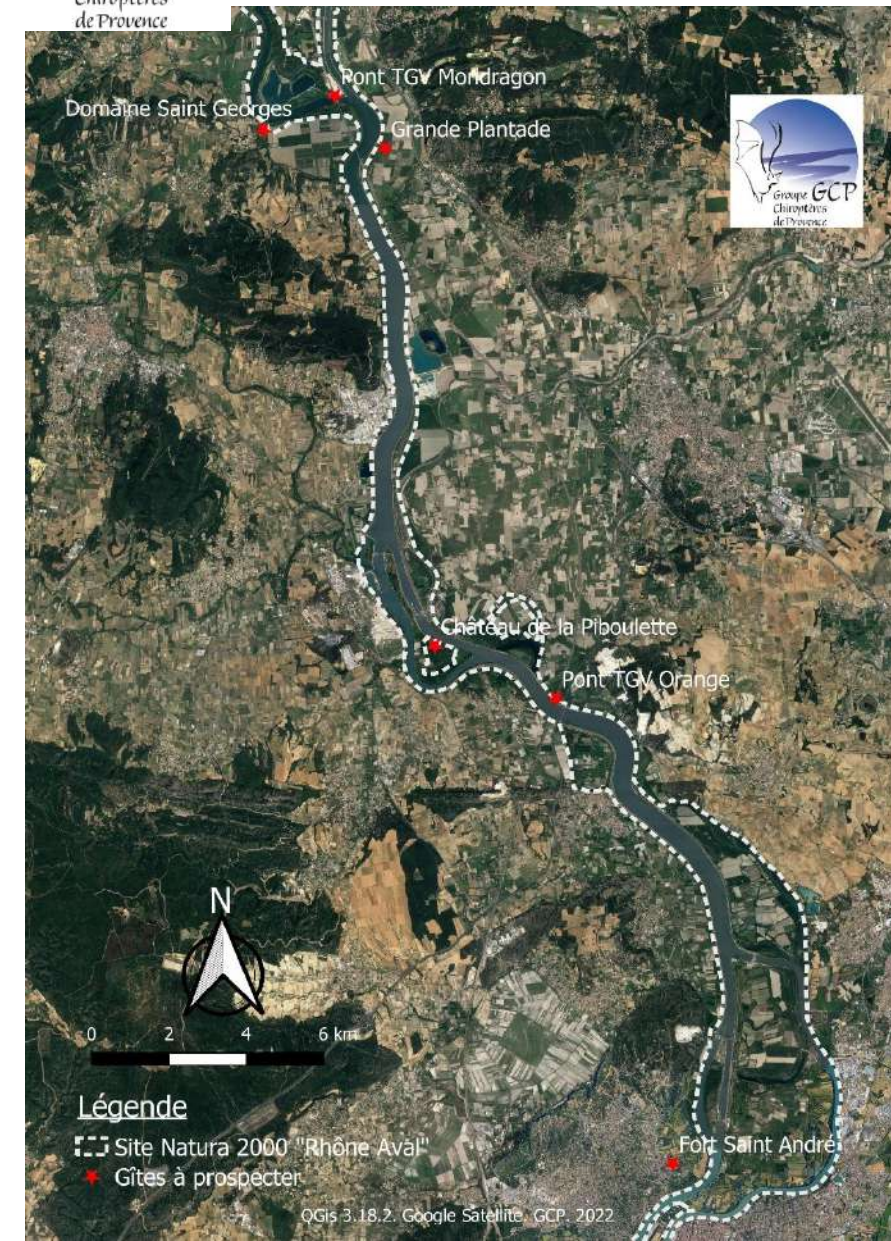 Chiroptères
de Provence
Pont TGV Mondragon
Domaine Saint Georges
Grande Plantade
Groupe GCP
Chiroptères
de Provence
Château de la Piboulette
Pont TGV Orange
N
0 2 4 6 km
Légende
Site Natura 2000 "Rhône Aval"
Gîtes à prospecter
Fort Saint André
QGis 3.18.2. Google Satellite. GCP. 2022